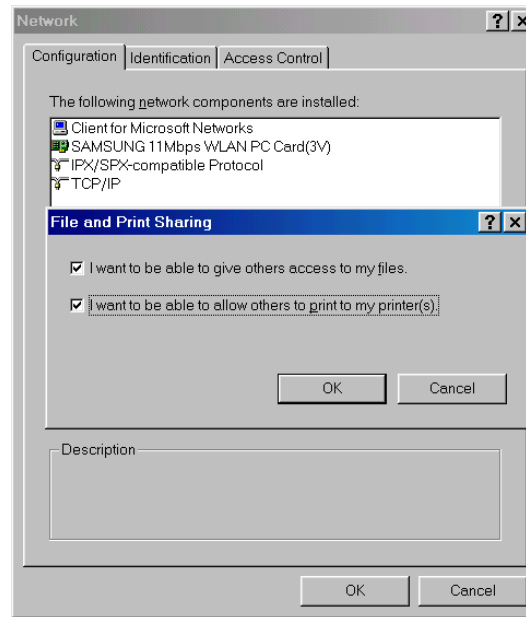 Network
Configuration Identification Access Control
The following network components are installed:
Client for Microsoft Networks
SAMSUNG 11Mbps WLAN PC Card(3V)
IPX/SPX-compatible Protocol
TCP/IP
File and Print Sharing
I want to be able to give others access to my files.
I want to be able to allow others to print to my printer(s).
OK Cancel
Description
OK Cancel